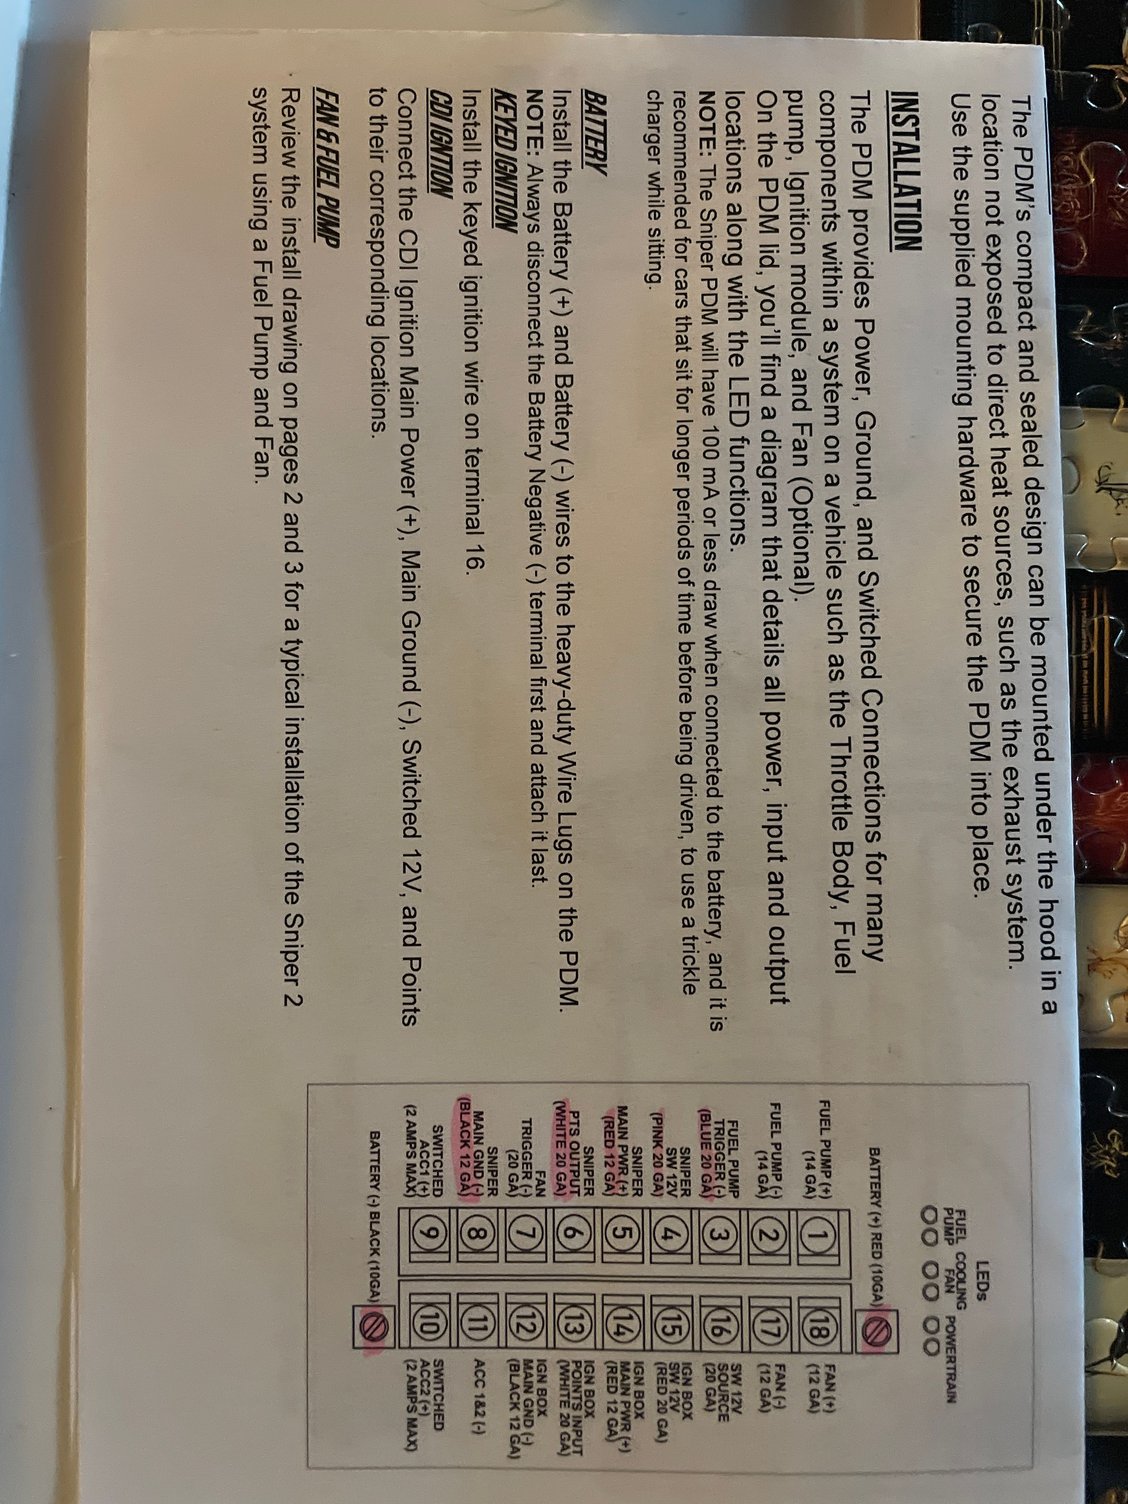 The PDM's compact and sealed design can be mounted under the hood in a
location not exposed to direct heat sources, such as the exhaust system.
Use the supplied mounting hardware to secure the PDM into place.
INSTALLATION
The PDM provides Power, Ground, and Switched Connections for many
components within a system on a vehicle such as the Throttle Body, Fuel
pump, Ignition module, and Fan (Optional).
On the PDM lid, you'll find a diagram that details all power, input and output
locations along with the LED functions.
NOTE: The Sniper PDM will have 100 mA or less draw when connected to the battery, and it is
recommended for cars that sit for longer periods of time before being driven, to use a trickle
charger while sitting.
BATTERY
Install the Battery (+) and Battery (-) wires to the heavy-duty Wire Lugs on the PDM.
NOTE: Always disconnect the Battery Negative (-) terminal first and attach it last.
KEYED IGNITION
Install the keyed ignition wire on terminal 16.
CDI IGNITION
Connect the CDI Ignition Main Power (+), Main Ground (-), Switched 12V, and Points
to their corresponding locations.
FAN & FUEL PUMP
Review the install drawing on pages 2 and 3 for a typical installation of the Sniper 2
system using a Fuel Pump and Fan.
LEDs
FUEL PUMP
COOLING FAN
POWERTRAIN
BATTERY (+) RED (10GA)
FUEL PUMP (+)
(14 GA)
1
18
FAN (+)
(12 GA)
FUEL PUMP (-)
(14 GA)
2
17
FAN (-)
(12 GA)
FUEL PUMP
TRIGGER (-)
(BLUE 20 GA)
3
16
SW 12V
SOURCE
(20 GA)
SNIPER
SW 12V
(PINK 20 GA)
4
15
IGN BOX
SW 12V
(RED 20 GA)
SNIPER
MAIN PWR (+)
(RED 12 GA)
5
14
IGN BOX
MAIN PWR (+)
(RED 12 GA)
SNIPER
PTS OUTPUT
(WHITE 20 GA)
6
13
IGN BOX
POINTS INPUT
(WHITE 20 GA)
FAN
TRIGGER (-)
(20 GA)
7
12
IGN BOX
MAIN GND (-)
(BLACK 12 GA)
SNIPER
MAIN GND (-)
(BLACK 12 GA)
8
11
ACC 1&2 (-)
SWITCHED
ACC1 (+)
(2 AMPS MAX)
9
10
SWITCHED
ACC2 (+)
(2 AMPS MAX)
BATTERY (-) BLACK (10GA)